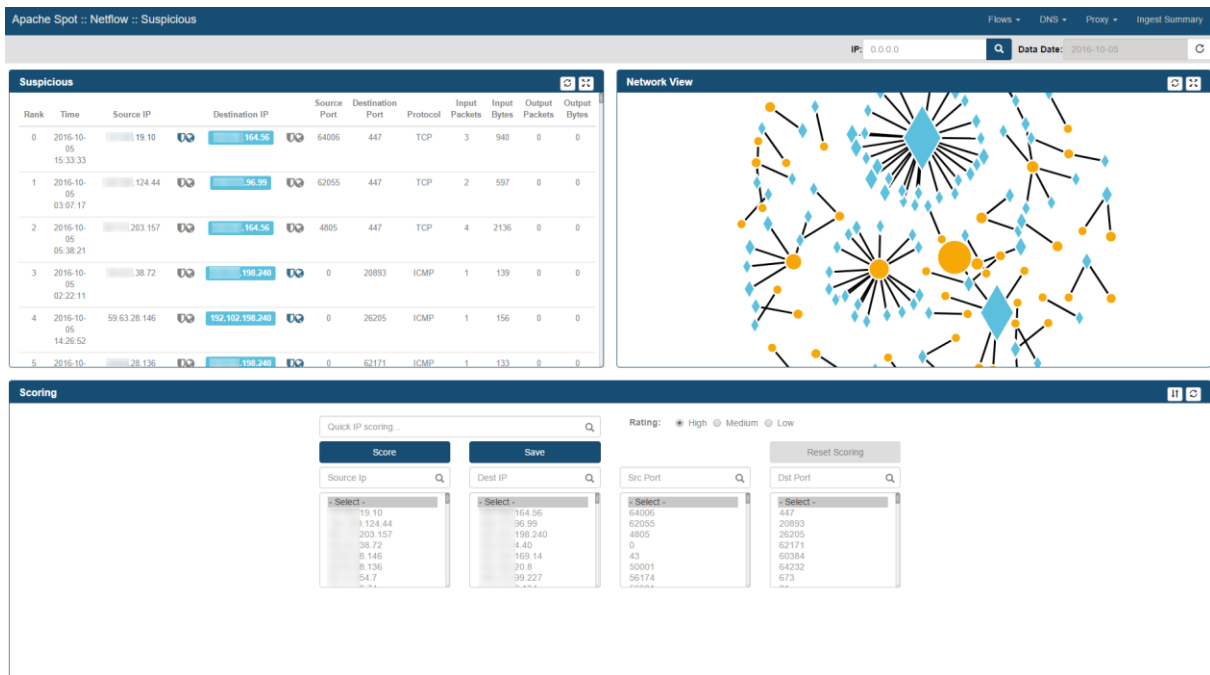 Apache Spot :: Netflow :: Suspicious
Flows DNS Proxy Ingest Summary
IP: 0.0.0.0 Data Date: 2016-10-05
Suspicious
Rank Time Source IP Destination IP Source Port Destination Port Protocol Input Packets Input Bytes Output Packets Output Bytes
0 2016-10-05 15:33:33 .19.10 .164.56 64006 447 TCP 3 940 0 0
1 2016-10-05 03:07:17 .124.44 .96.99 62055 447 TCP 2 597 0 0
2 2016-10-05 05:38:21 .203.157 .164.56 4805 447 TCP 4 2136 0 0
3 2016-10-05 02:22:11 .38.72 .198.240 0 20893 ICMP 1 139 0 0
4 2016-10-05 14:26:52 59.63.28.146 192.102.198.240 0 26205 ICMP 1 156 0 0
5 2016-10- .28.136 .198.240 0 62171 ICMP 1 133 0 0
Network View
Scoring
Quick IP scoring...
Rating: High Medium Low
Score Save Reset Scoring
Source Ip Dest IP Src Port Dst Port
- Select - - Select - - Select - - Select -
19.10 164.56 64006 447
.124.44 96.99 62055 20893
203.157 198.240 4805 26205
38.72 4.40 0 62171
8.146 169.14 43 60384
8.136 20.8 50001 64232
54.7 99.227 56174 673